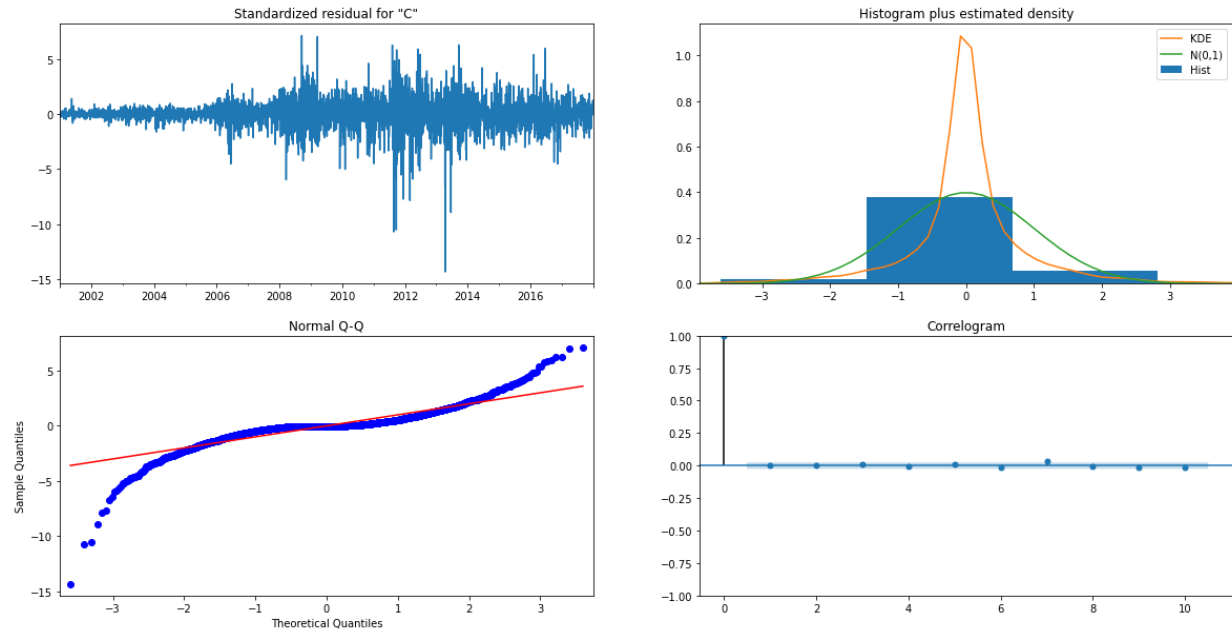 Standardized residual for "C"
5
0
−5
−10
−15
2002 2004 2006 2008 2010 2012 2014 2016
Histogram plus estimated density
KDE
N(0,1)
Hist
1.0
0.8
0.6
0.4
0.2
0.0
−3 −2 −1 0 1 2 3
Normal Q-Q
Sample Quantiles
5
0
−5
−10
−15
−3 −2 −1 0 1 2 3
Theoretical Quantiles
Correlogram
1.00
0.75
0.50
0.25
0.00
−0.25
−0.50
−0.75
−1.00
0 2 4 6 8 10